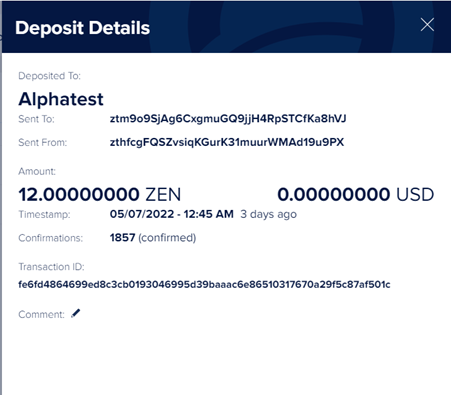 Deposit Details
Deposited To:
Alphatest
Sent To: ztm9o9SjAg6CxgmuGQ9jjH4RpSTCfKa8hVJ
Sent From: zthfcgFQSZvsiqKGurK31muurWMAd19u9PX
Amount:
12.00000000 ZEN 0.00000000 USD
Timestamp: 05/07/2022 - 12:45 AM 3 days ago
Confirmations: 1857 (confirmed)
Transaction ID:
fe6fd4864699ed8c3cb0193046995d39baaac6e86510317670a29f5c87af501c
Comment: